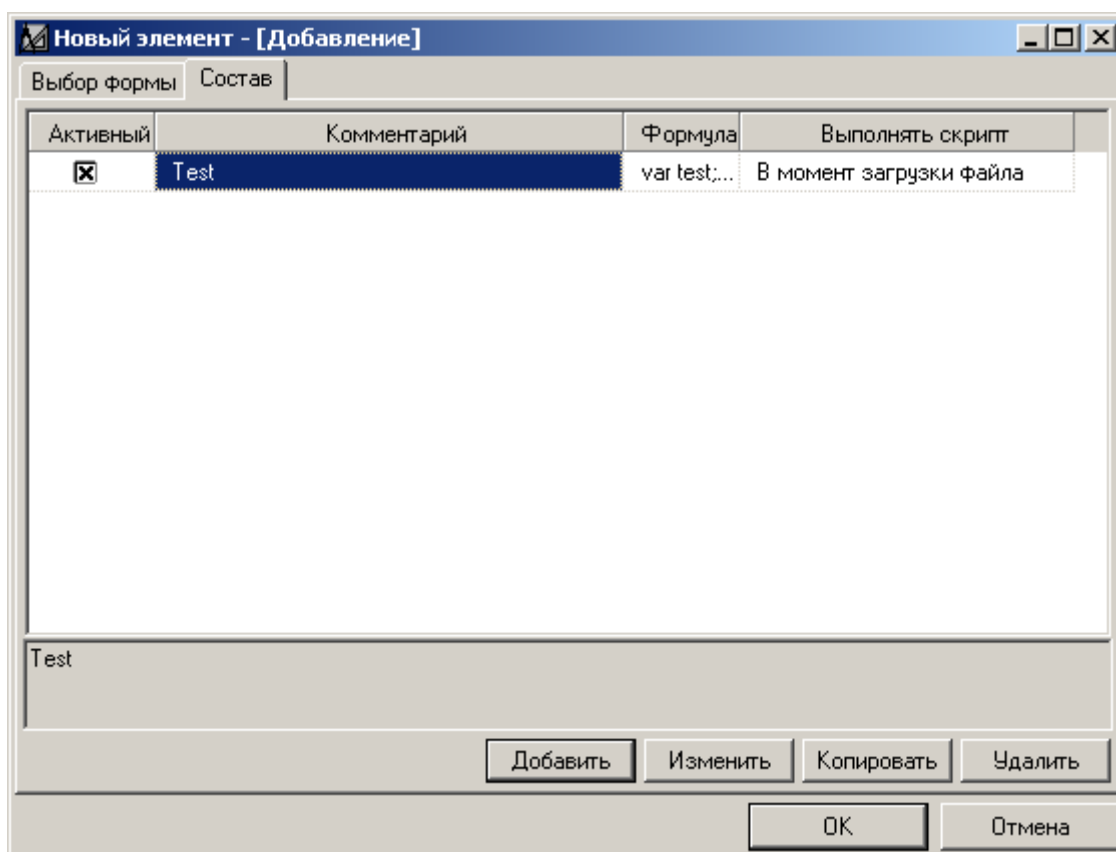 Новый элемент - [Добавление]
Выбор формы Состав
Активный Комментарий Формула Выполнять скрипт
Test var test;... В момент загрузки файла
Test
Добавить Изменить Копировать Удалить
OK Отмена